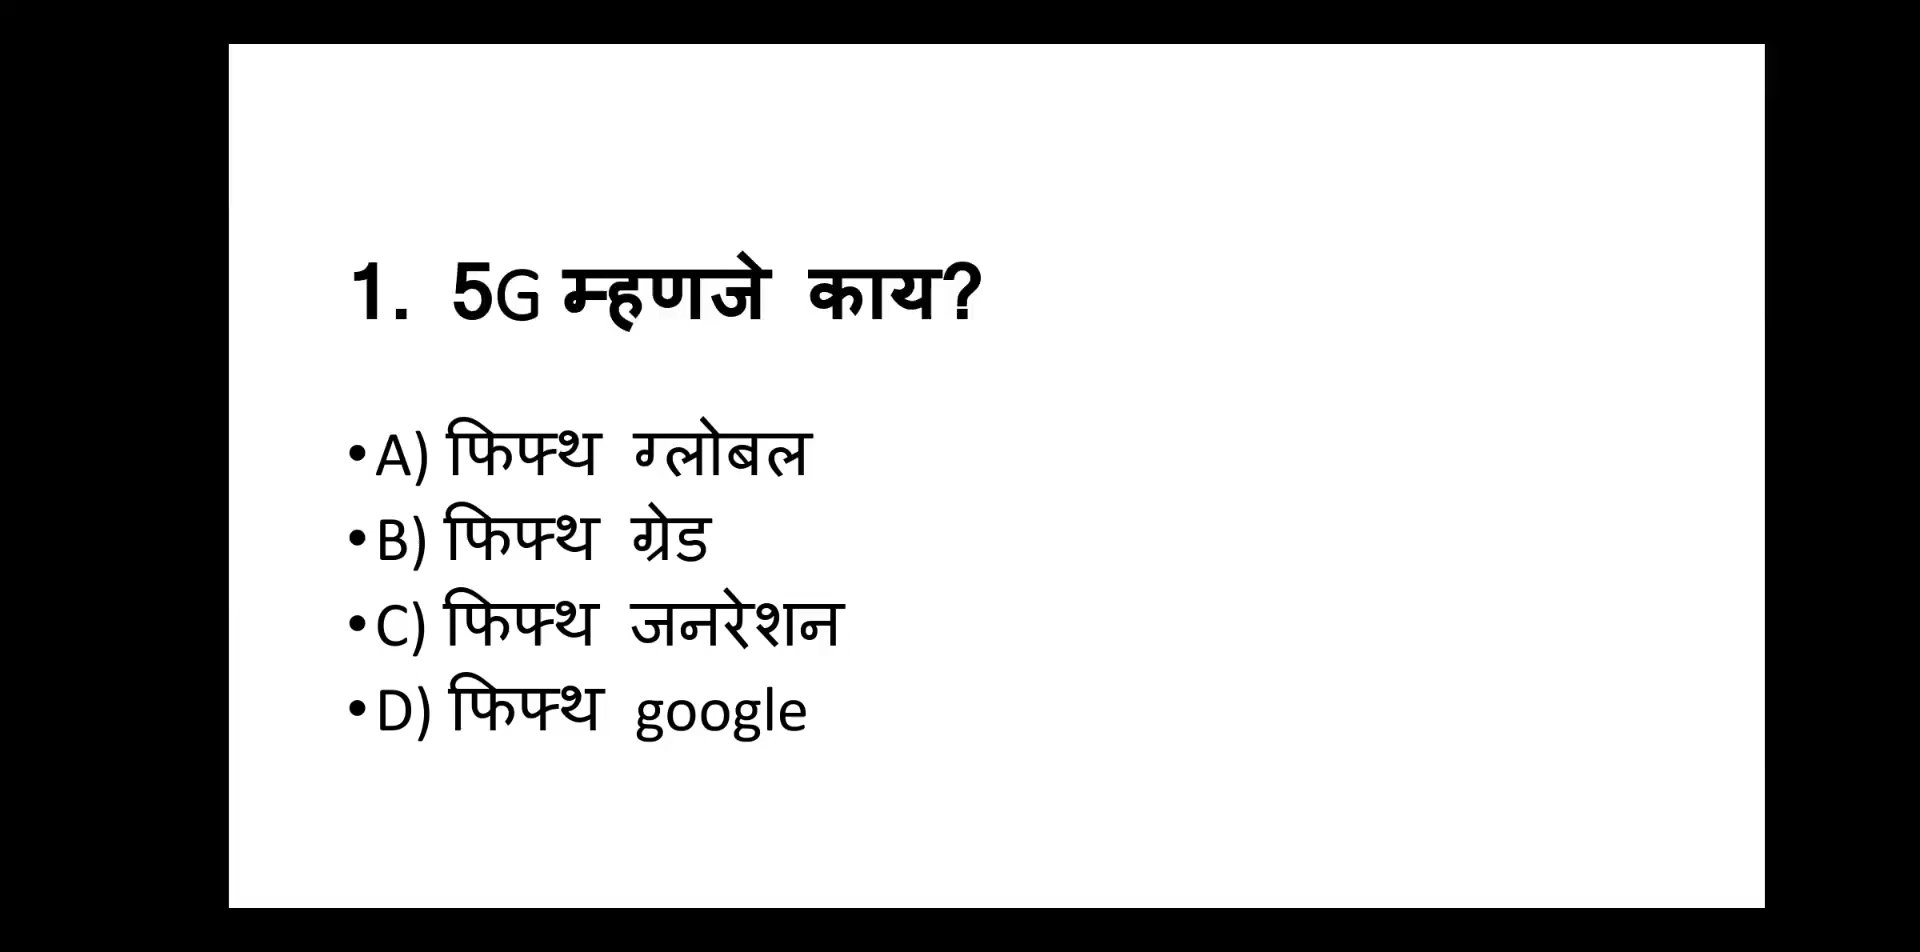 1. 5G म्हणजे काय?
•A) फिफ्थ ग्लोबल
•B) फिफ्थ ग्रेड
•C) फिफ्थ जनरेशन
•D) फिफ्थ google